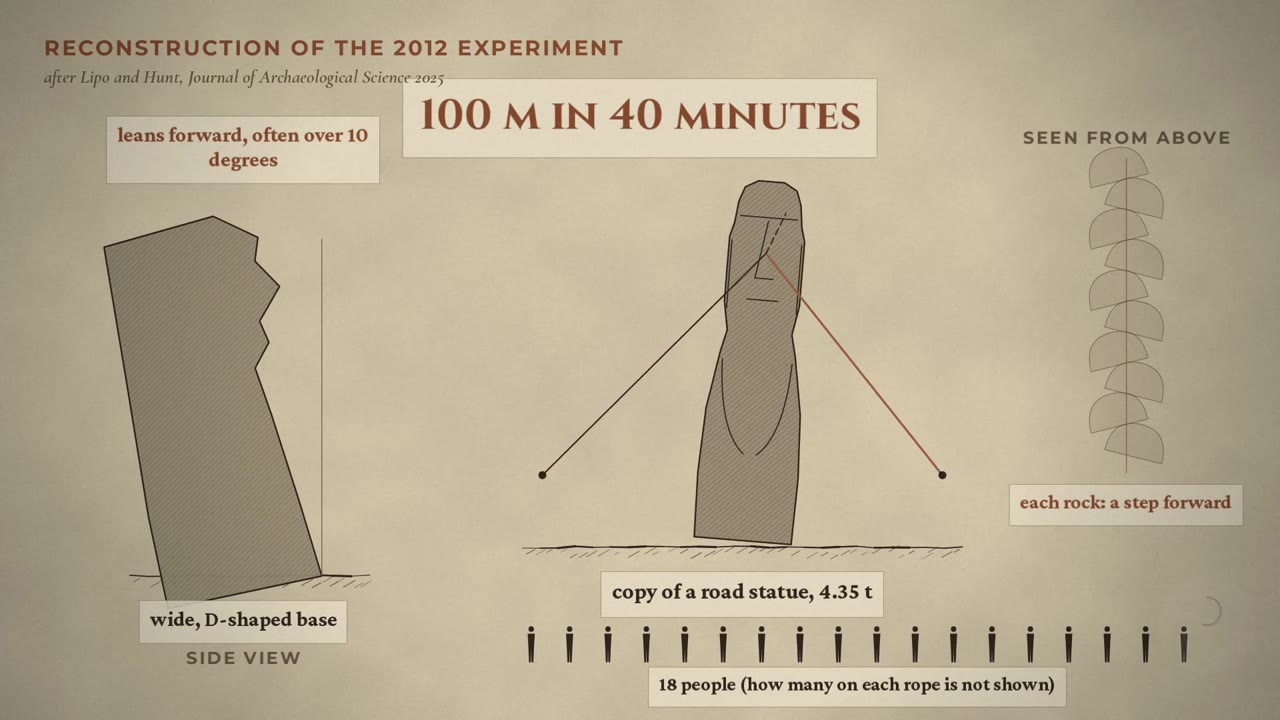 RECONSTRUCTION OF THE 2012 EXPERIMENT
after Lipo and Hunt, Journal of Archaeological Science 2025
100 M IN 40 MINUTES
leans forward, often over 10
degrees
SEEN FROM ABOVE
each rock: a step forward
copy of a road statue, 4.35 t
wide, D-shaped base
SIDE VIEW
18 people (how many on each rope is not shown)